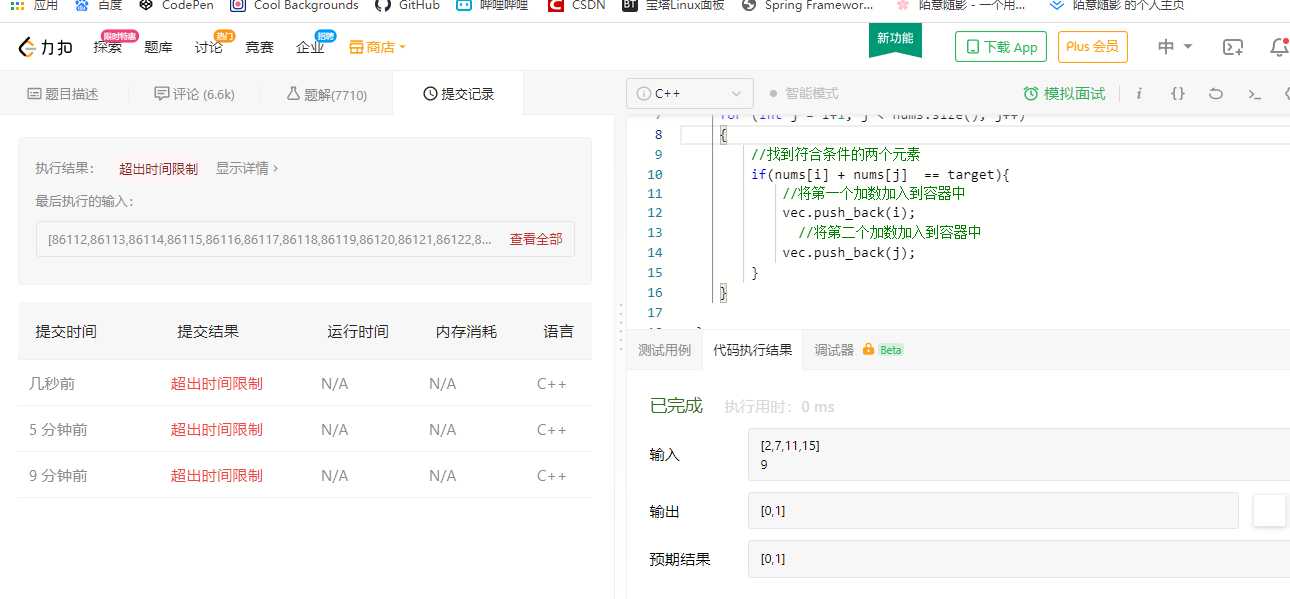 应用 百度 CodePen Cool Backgrounds GitHub 哔哩哔哩 CSDN 宝塔Linux面板 Spring Framewor... 陌意随影 - 一个用... 陌意随影 的个人主页
力扣 探索 限时特惠 题库 讨论 热门 竞赛 企业 招聘 商店 新功能 下载 App Plus 会员 中
题目描述 评论 (6.6k) 题解(7710) 提交记录
C++ 智能模式 模拟面试
执行结果： 超出时间限制 显示详情 ›
最后执行的输入：
[86112,86113,86114,86115,86116,86117,86118,86119,86120,86121,86122,8... 查看全部
提交时间 提交结果 运行时间 内存消耗 语言
几秒前 超出时间限制 N/A N/A C++
5 分钟前 超出时间限制 N/A N/A C++
9 分钟前 超出时间限制 N/A N/A C++
7 for (int j = i+1; j < nums.size(); j++)
8 {
9 //找到符合条件的两个元素
10 if(nums[i] + nums[j]  == target){
11 //将第一个加数加入到容器中
12 vec.push_back(i);
13 //将第二个加数加入到容器中
14 vec.push_back(j);
15 }
16 }
17
测试用例 代码执行结果 调试器 Beta
已完成 执行用时：0 ms
输入
[2,7,11,15]
9
输出 [0,1]
预期结果 [0,1]